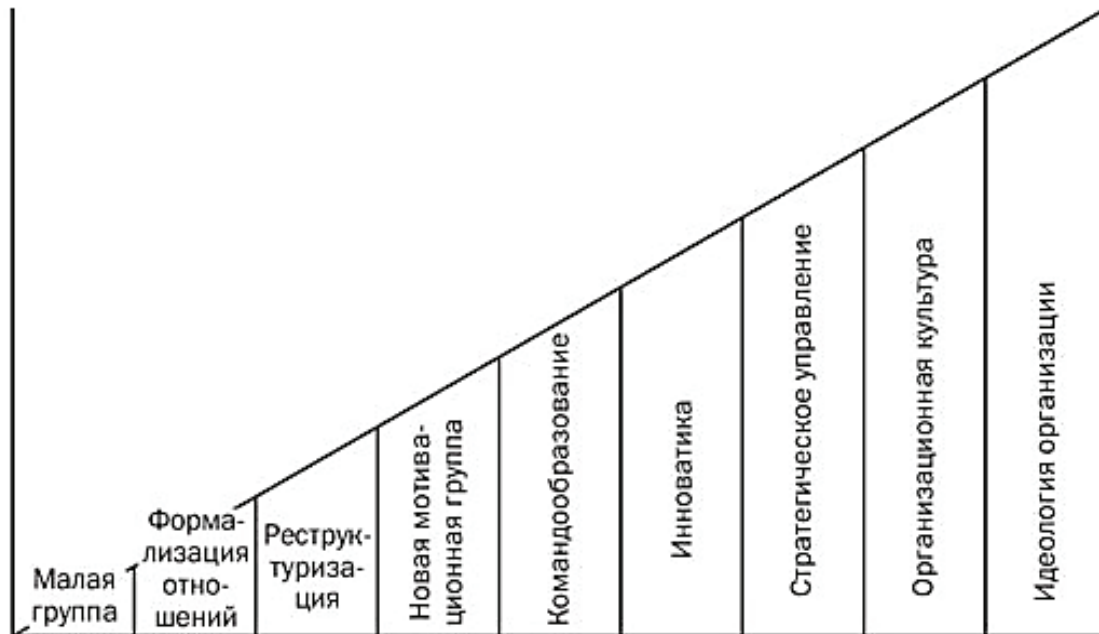 Малая
группа
Форма-
лизация
отно-
шений
Реструк-
туриза-
ция
Новая мотива-
ционная группа
Командообразование
Инноватика
Стратегическое управление
Организационная культура
Идеология организации